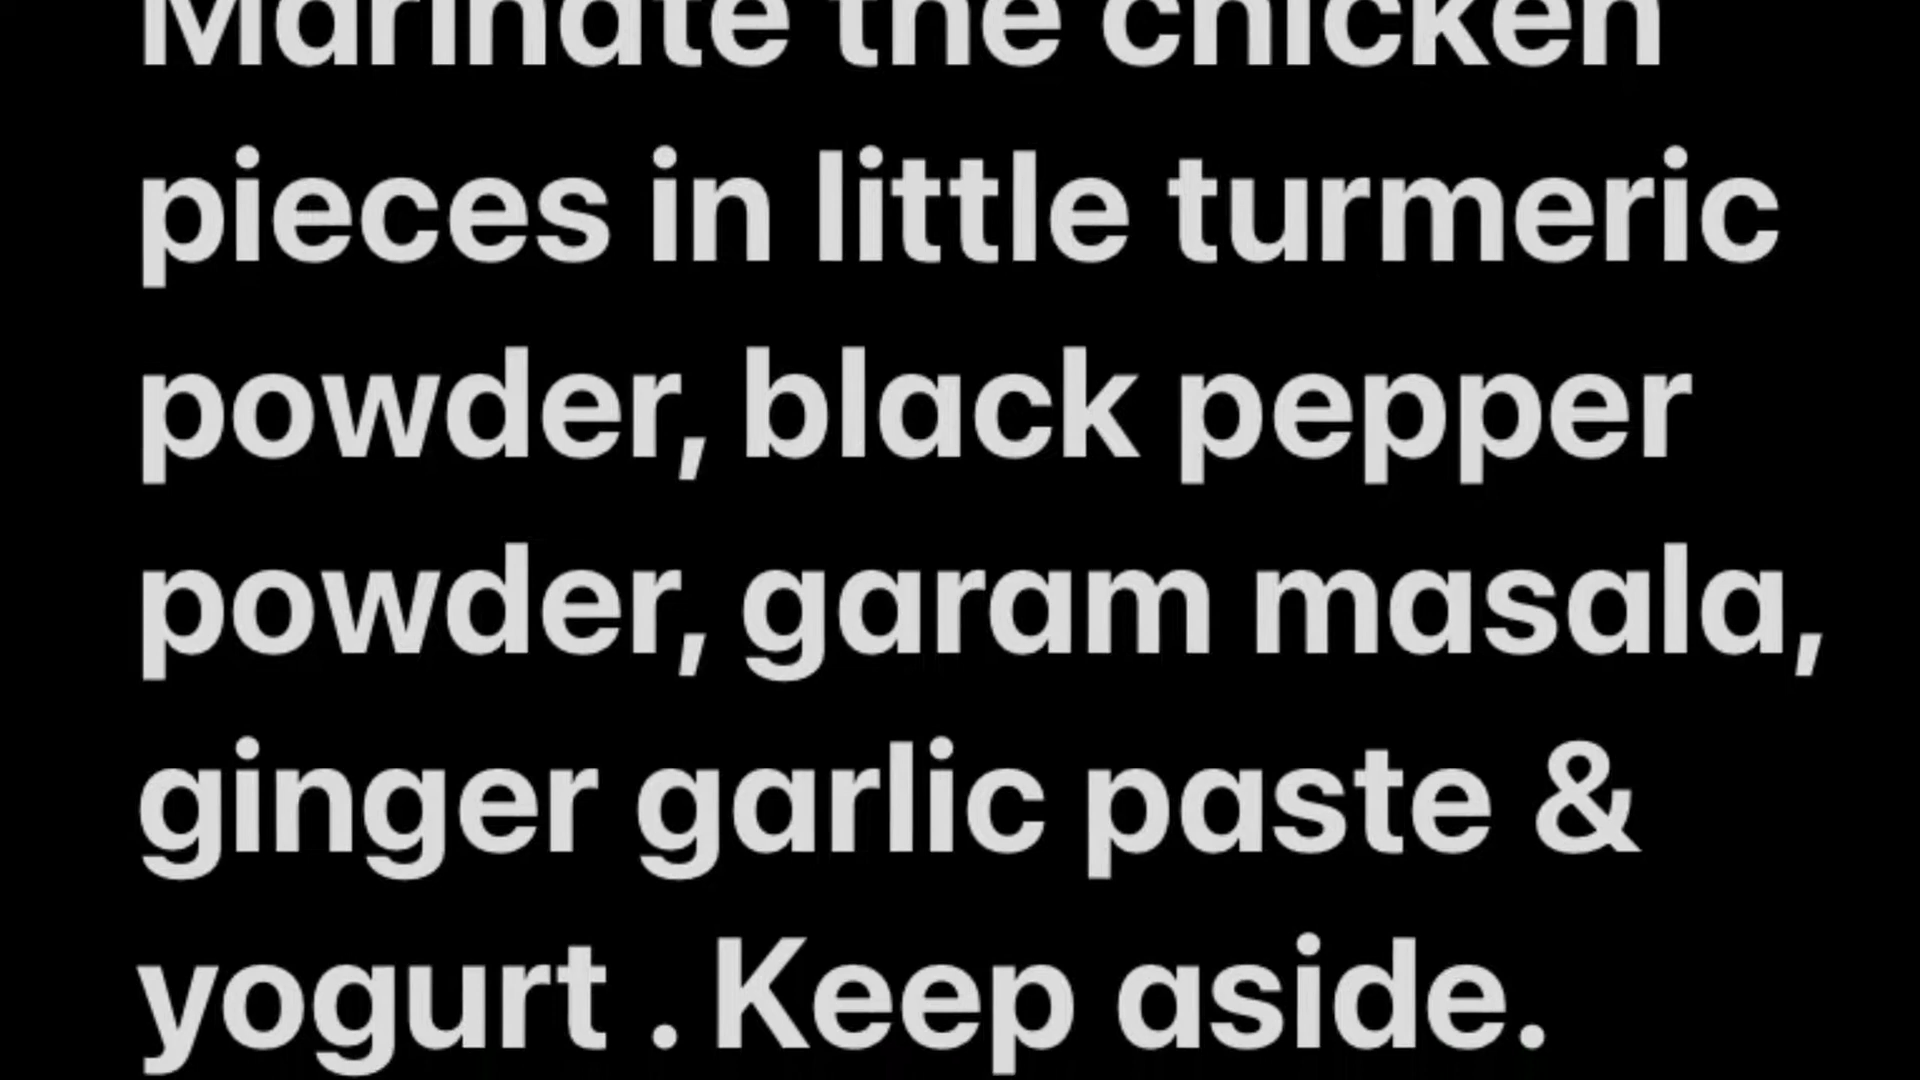 Marinate the chicken
pieces in little turmeric
powder, black pepper
powder, garam masala,
ginger garlic paste &
yogurt . Keep aside.